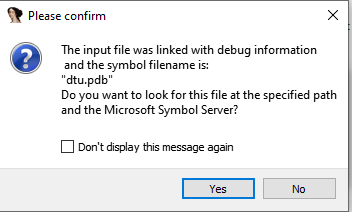 Please confirm
The input file was linked with debug information
and the symbol filename is:
"dtu.pdb"
Do you want to look for this file at the specified path
and the Microsoft Symbol Server?
Don't display this message again
Yes
No